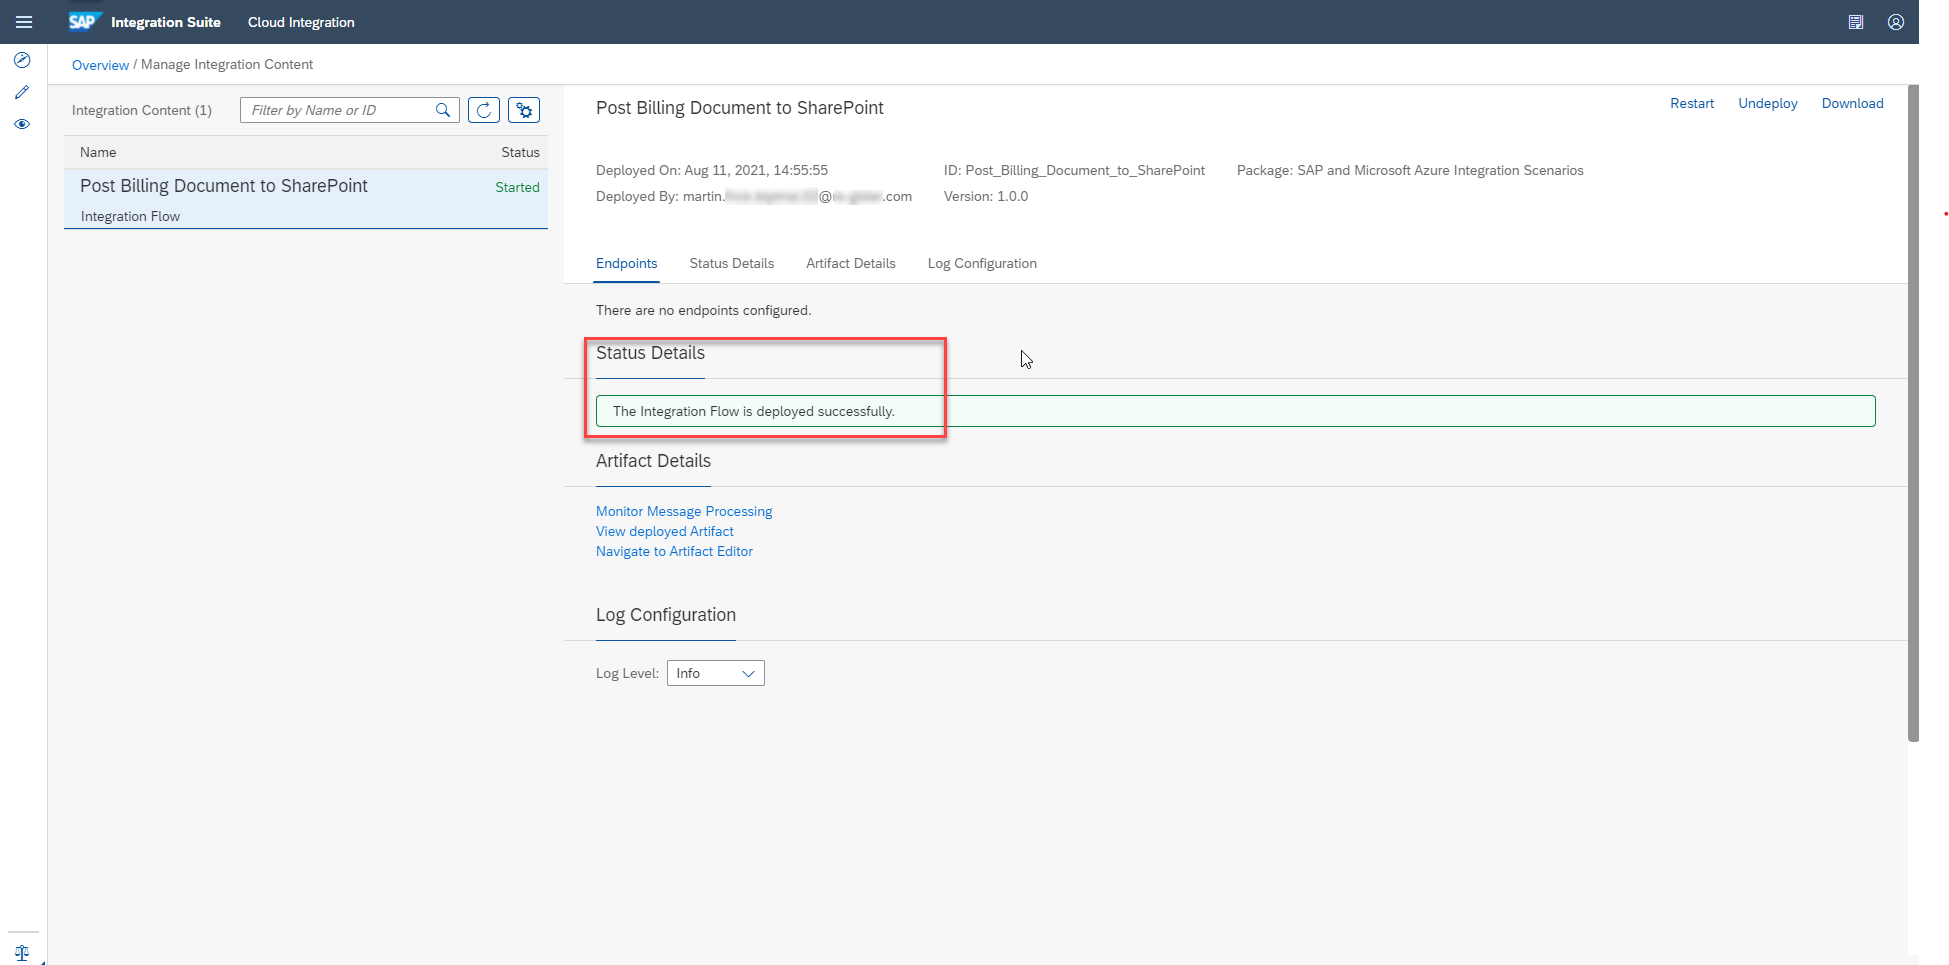 SAP Integration Suite Cloud Integration
Overview / Manage Integration Content
Integration Content (1) Filter by Name or ID
Name Status
Post Billing Document to SharePoint Started
Integration Flow
Post Billing Document to SharePoint
Restart Undeploy Download
Deployed On: Aug 11, 2021, 14:55:55 ID: Post_Billing_Document_to_SharePoint Package: SAP and Microsoft Azure Integration Scenarios
Deployed By: martin. @ .com Version: 1.0.0
Endpoints Status Details Artifact Details Log Configuration
There are no endpoints configured.
Status Details
The Integration Flow is deployed successfully.
Artifact Details
Monitor Message Processing
View deployed Artifact
Navigate to Artifact Editor
Log Configuration
Log Level: Info